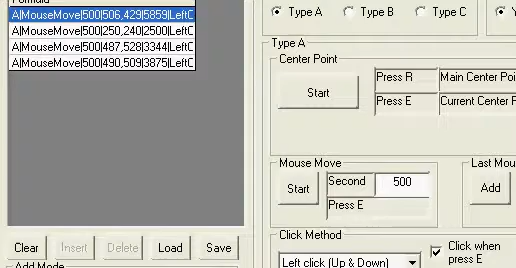 A|MouseMove|500|506,429|5859|LeftC
A|MouseMove|500|250,240|2500|LeftC
A|MouseMove|500|487,528|3344|LeftC
A|MouseMove|500|490,509|3875|LeftC
Clear Insert Delete Load Save
Add Mode
Type A Type B Type C
Type A
Center Point
Start
Press R Main Center Poi
Press E Current Center P
Mouse Move
Start
Second 500
Press E
Last Mou
Add
Click Method
Left click (Up & Down)
Click when
press E